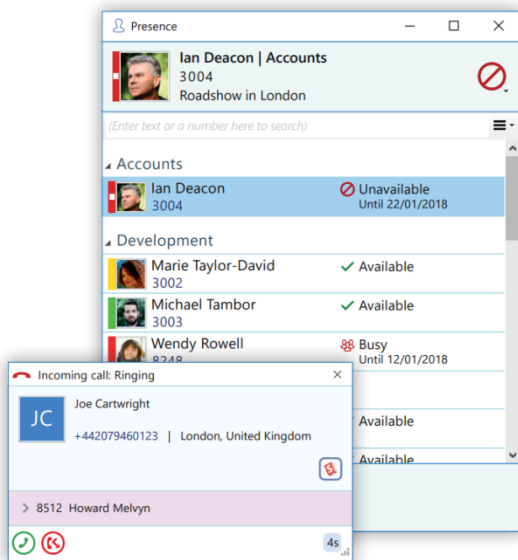 Presence
Ian Deacon | Accounts
3004
Roadshow in London
(Enter text or a number here to search)
Accounts
Ian Deacon
Unavailable
3004
Until 22/01/2018
Development
Marie Taylor-David
Available
3002
Michael Tambor
Available
3003
Wendy Rowell
Busy
8248
Until 12/01/2018
Available
Available
Incoming call: Ringing
JC
Joe Cartwright
+442079460123 | London, United Kingdom
8512 Howard Melvyn
4s